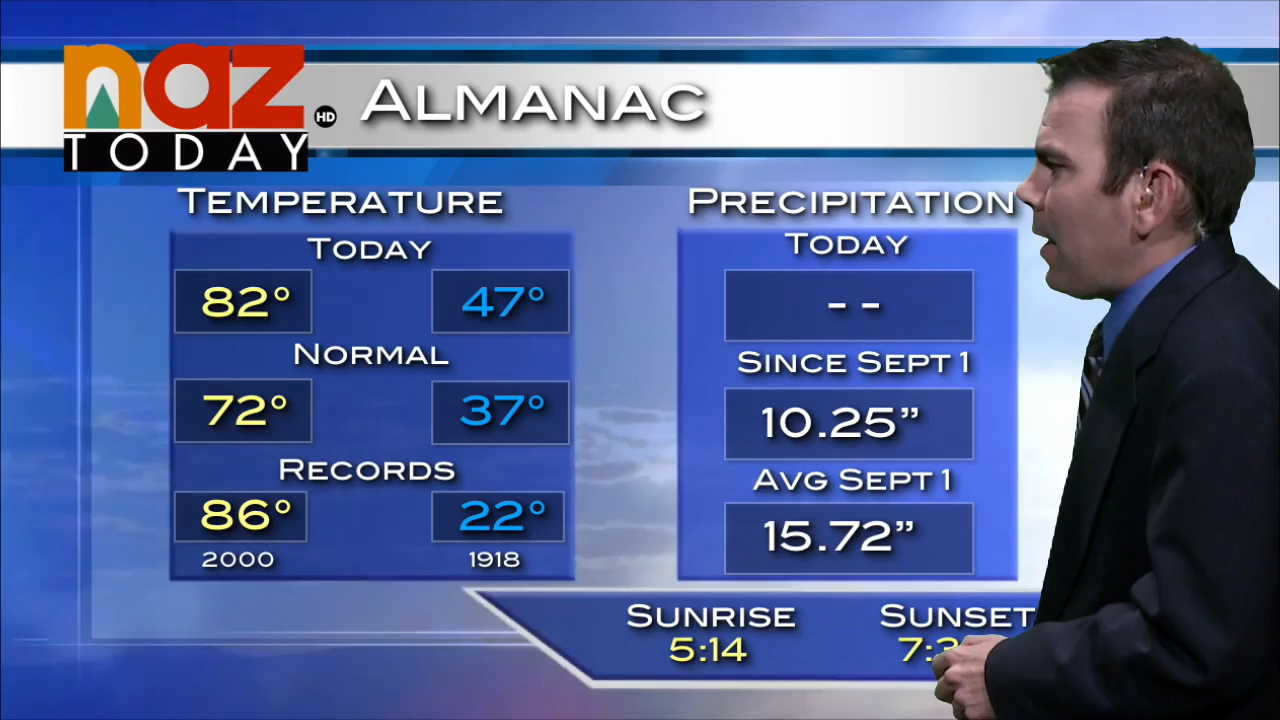 naz
TODAY
HD
ALMANAC
TEMPERATURE
TODAY
82° 47°
NORMAL
72° 37°
RECORDS
86° 22°
2000 1918
PRECIPITATION
TODAY
--
SINCE SEPT 1
10.25”
AVG SEPT 1
15.72”
SUNRISE SUNSET
5:14